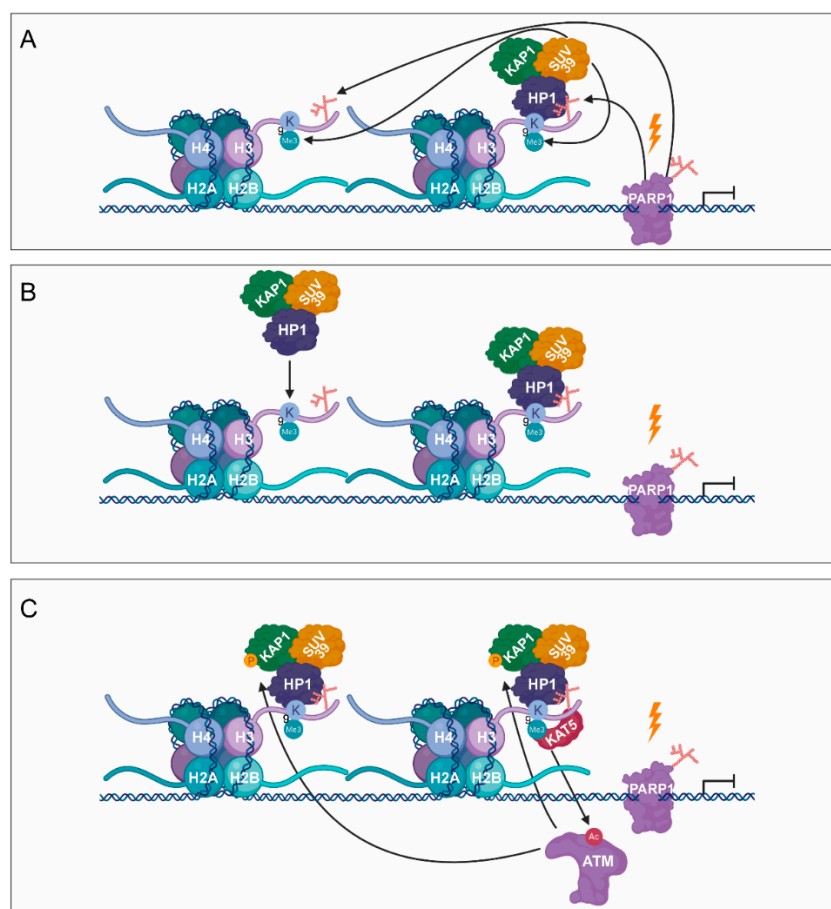 A
KAP1
SUV
39
HP1
K
9
Me3
K
9
Me3
H4
H3
H2A
H2B
H4
H3
H2A
H2B
PARP1
B
KAP1
SUV
39
HP1
KAP1
SUV
39
HP1
K
9
Me3
K
9
Me3
H4
H3
H2A
H2B
H4
H3
H2A
H2B
PARP1
C
P
KAP1
SUV
39
HP1
P
KAP1
SUV
39
HP1
K
9
Me3
K
9
Me3
KAT5
H4
H3
H2A
H2B
H4
H3
H2A
H2B
PARP1
Ac
ATM